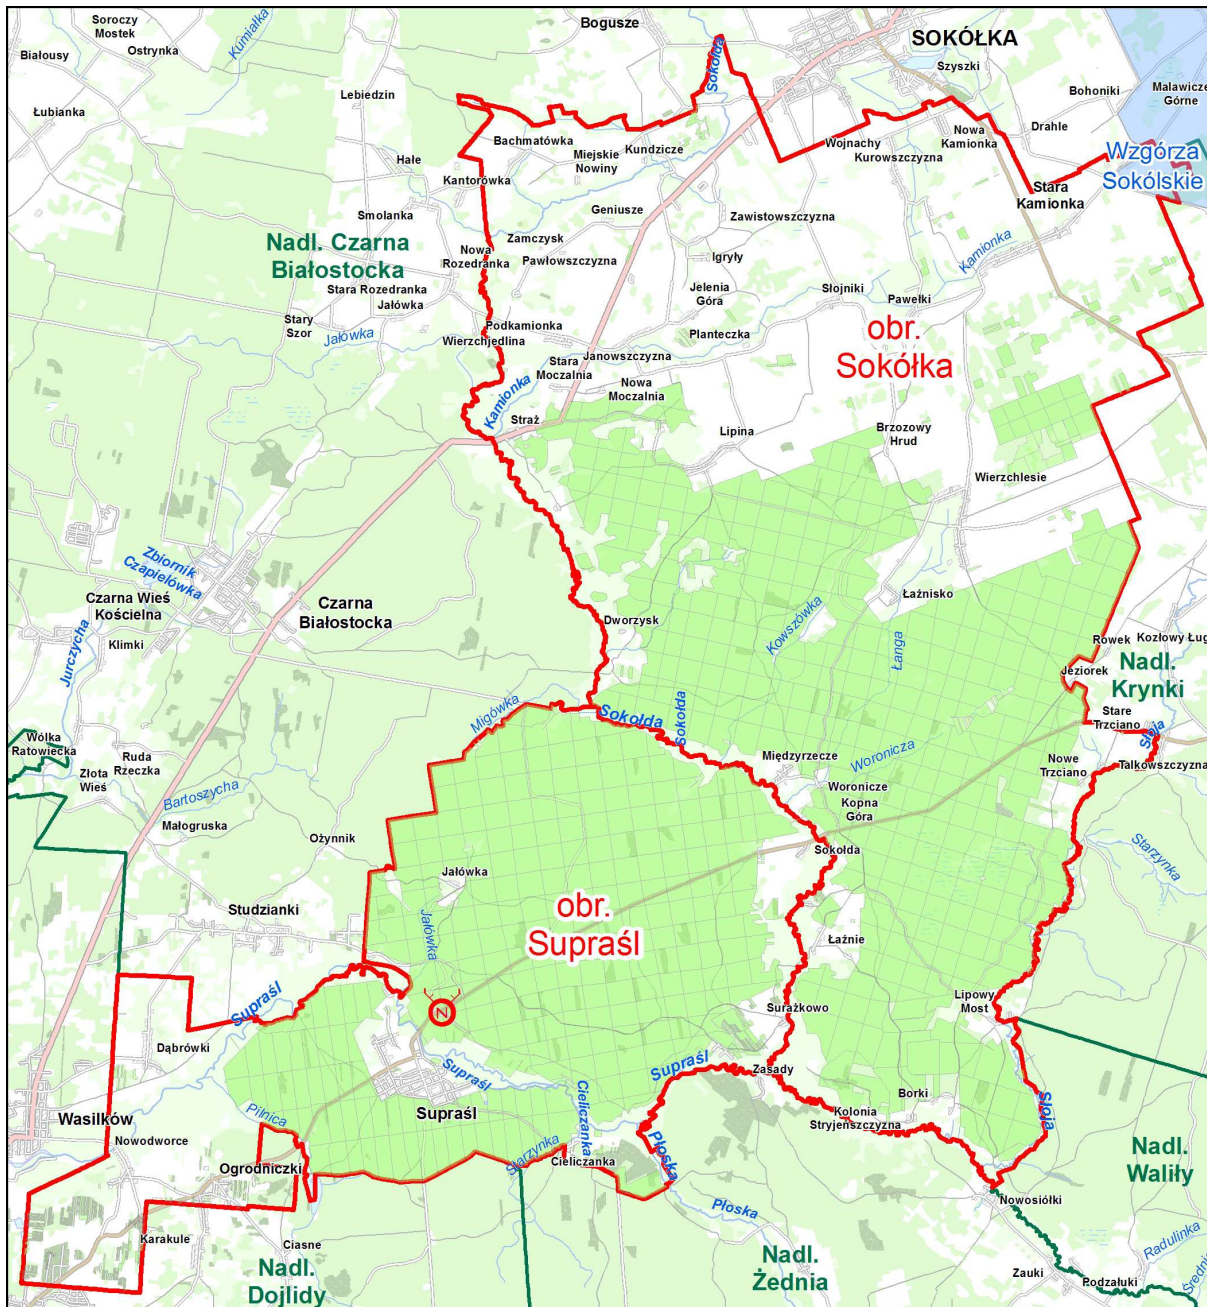 Soroczy
Mostek
Ostrynka
Białousy
Kumiałka
Bogusze
Sokołda
SOKÓŁKA
Szyszki
Bohoniki
Malawicze
Górne
Łubianka
Lebiedzin
Drahle
Bachmatówka
Miejskie
Nowiny
Kundzicze
Wojnachy
Kurowszczyzna
Nowa
Kamionka
Wzgórza
Sokólskie
Hałe
Kantorówka
Stara
Kamionka
Smolanka
Geniusze
Zawistowszczyzna
Nadl. Czarna
Białostocka
Nowa
Rozedranka
Zamczysk
Pawłowszczyzna
Igryły
Kamionka
Stara Rozedranka
Jałówka
Jelenia
Góra
Słojniki
Pawełki
Stary
Szor
Jałówka
Podkamionka
Wierzchjedlina
Planteczka
obr.
Sokółka
Stara
Moczalnia
Janowszczyzna
Nowa
Moczalnia
Kamionka
Straż
Lipina
Brzozowy
Hrud
Wierzchlesie
Zbiornik
Czapielówka
Czarna Wieś
Kościelna
Czarna
Białostocka
Klimki
Jurczycha
Dworzysk
Kowszówka
Łaźnisko
Łanga
Rowek
Kozłowy Ług
Jeziorek
Nadl.
Krynki
Migówka
Sokołda
Sokołda
Stare
Trzciano
Słoja
Wólka
Ratowiecka
Ruda
Rzeczka
Złota
Wieś
Międzyrzecze
Woronicza
Nowe
Trzciano
Talkowszczyzna
Bartoszycha
Woronicze
Kopna
Góra
Małogruska
Ożynnik
Sokołda
Starzynka
Jałówka
obr.
Supraśl
Studzianki
Jałówka
Łaźnie
Supraśl
N
Surażkowo
Lipowy
Most
Dąbrówki
Supraśl
Supraśl
Zasady
Cieliczanka
Borki
Słoja
Pilnica
Supraśl
Kolonia
Stryjeńszczyzna
Wasilków
Nowodworce
Ogrodniczki
Starzynka
Cieliczanka
Płoska
Nadl.
Waliły
Nowosiółki
Płoska
Karakule
Ciasne
Nadl.
Dojlidy
Nadl.
Żednia
Zauki
Podzałuki
Radulinka